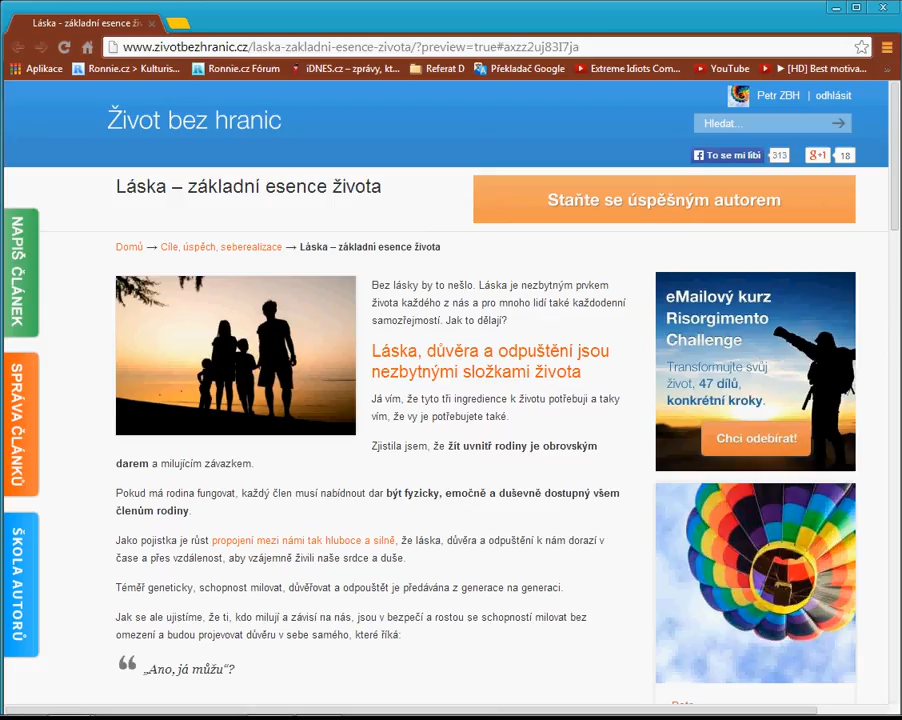 Láska - základní esence živ
www.zivotbezhranic.cz/laska-zakladni-esence-zivota/?preview=true#axzz2uj83I7ja
Aplikace Ronnie.cz > Kulturis... Ronnie.cz Fórum iDNES.cz – zprávy, kt... Referat D Překladač Google Extreme Idiots Com... YouTube ▶ [HD] Best motiva... »
Petr ZBH | odhlásit
Život bez hranic
Hledat...
To se mi líbí 313 g+1 18
Láska – základní esence života
Staňte se úspěšným autorem
Domů → Cíle, úspěch, seberealizace → Láska – základní esence života
NAPIŠ ČLÁNEK
SPRÁVA ČLÁNKŮ
ŠKOLA AUTORŮ
Bez lásky by to nešlo. Láska je nezbytným prvkem
života každého z nás a pro mnoho lidí také každodenní
samozřejmostí. Jak to dělají?
Láska, důvěra a odpuštění jsou
nezbytnými složkami života
Já vím, že tyto tři ingredience k životu potřebuji a taky
vím, že vy je potřebujete také.
Zjistila jsem, že žít uvnitř rodiny je obrovským
darem a milujícím závazkem.
Pokud má rodina fungovat, každý člen musí nabídnout dar být fyzicky, emočně a duševně dostupný všem
členům rodiny.
Jako pojistka je růst propojení mezi námi tak hluboce a silně, že láska, důvěra a odpuštění k nám dorazí v
čase a přes vzdálenost, aby vzájemně živili naše srdce a duše.
Téměř geneticky, schopnost milovat, důvěřovat a odpouštět je předávána z generace na generaci.
Jak se ale ujistíme, že ti, kdo milují a závisí na nás, jsou v bezpečí a rostou se schopností milovat bez
omezení a budou projevovat důvěru v sebe samého, které říká:
„Ano, já můžu“?
eMailový kurz
Risorgimento
Challenge
Transformujte svůj
život, 47 dílů,
konkrétní kroky.
Chci odebírat!